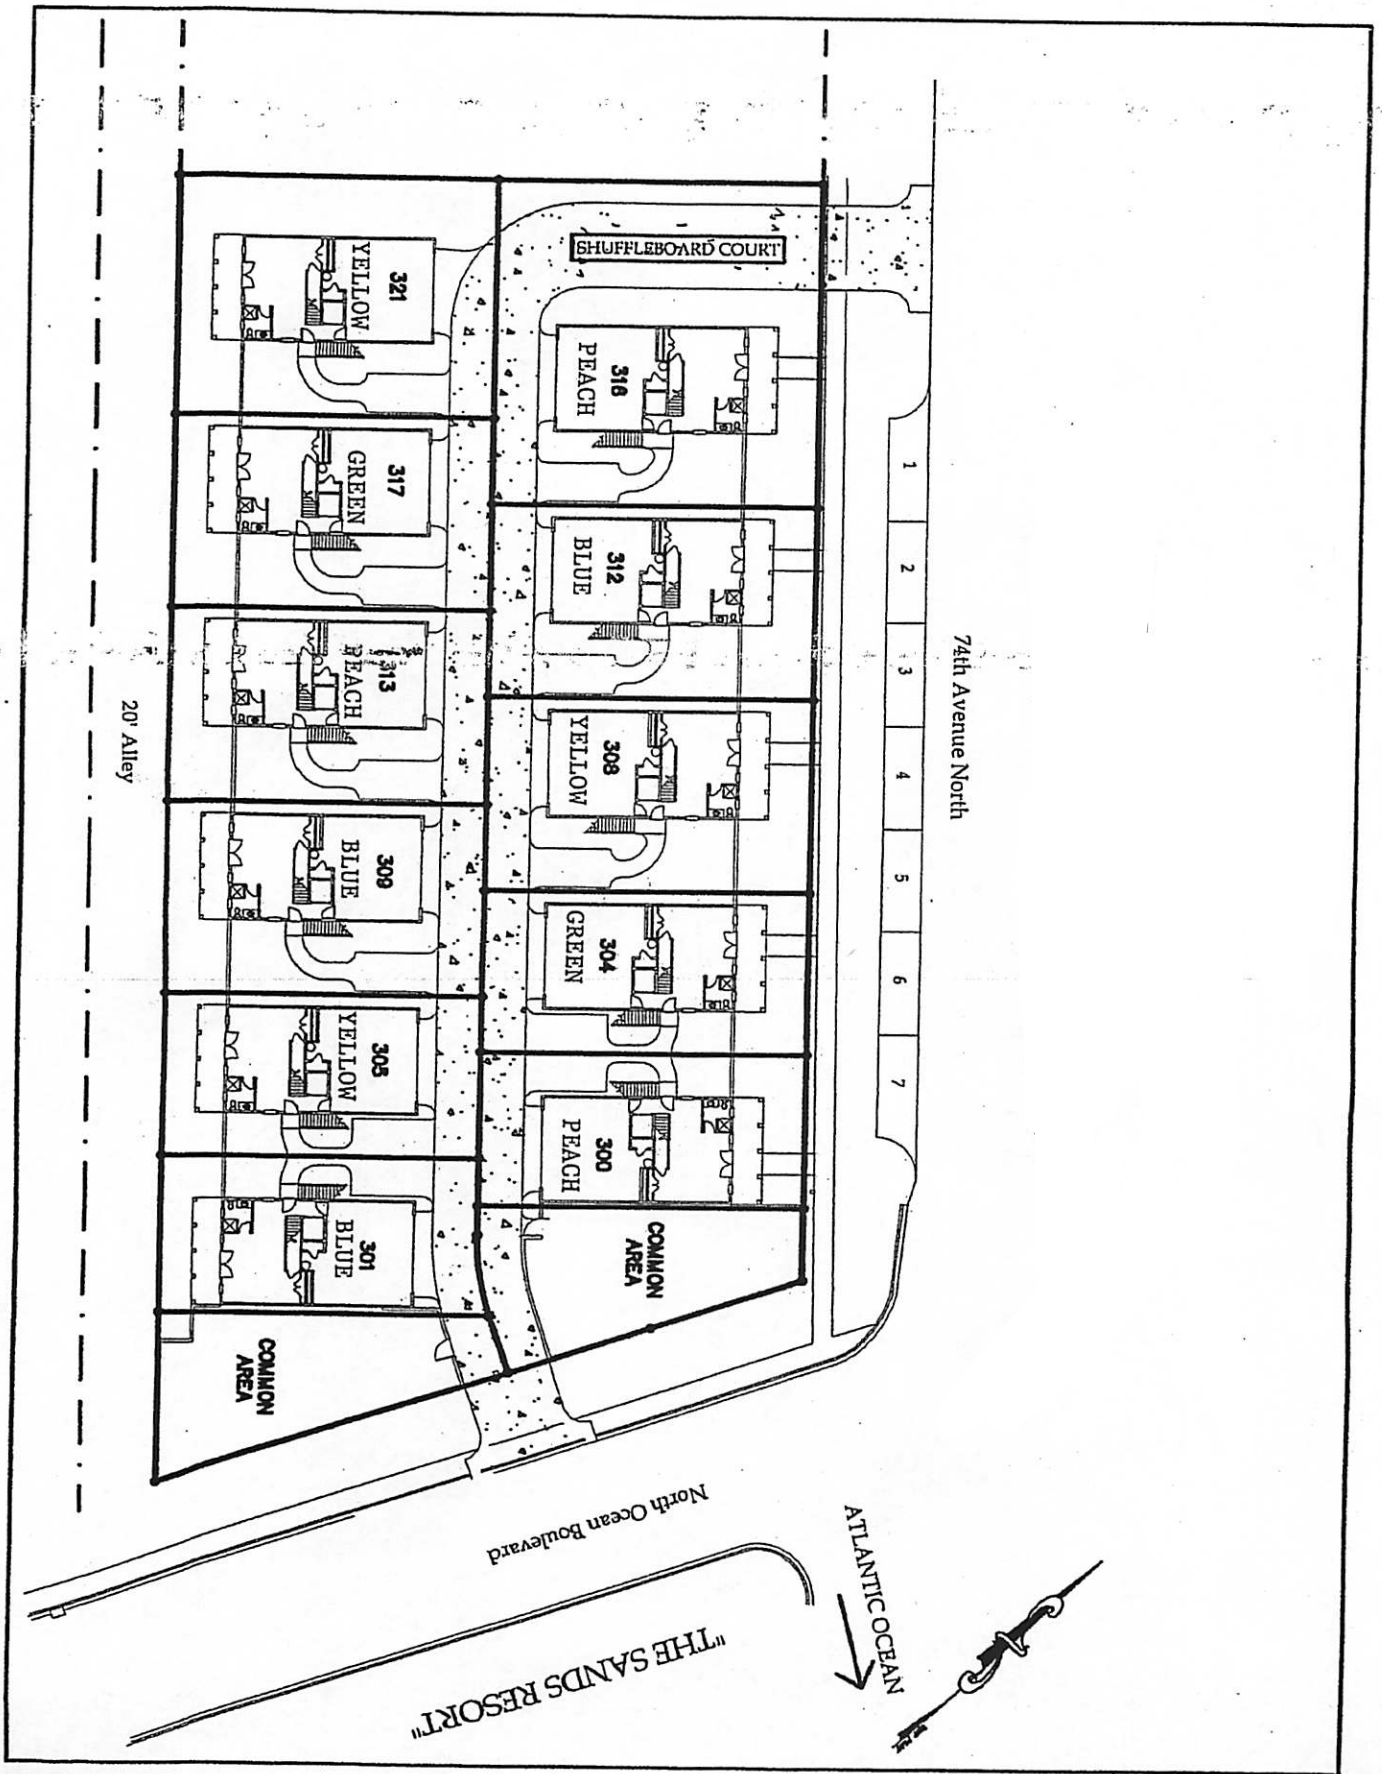 SHUFFLEBOARD COURT
321
YELLOW
316
PEACH
317
GREEN
312
BLUE
313
PEACH
308
YELLOW
309
BLUE
304
GREEN
305
YELLOW
300
PEACH
301
BLUE
COMMON
AREA
COMMON
AREA
1
2
3
4
5
6
7
74th Avenue North
20' Alley
North Ocean Boulevard
ATLANTIC OCEAN
"THE SANDS RESORT"